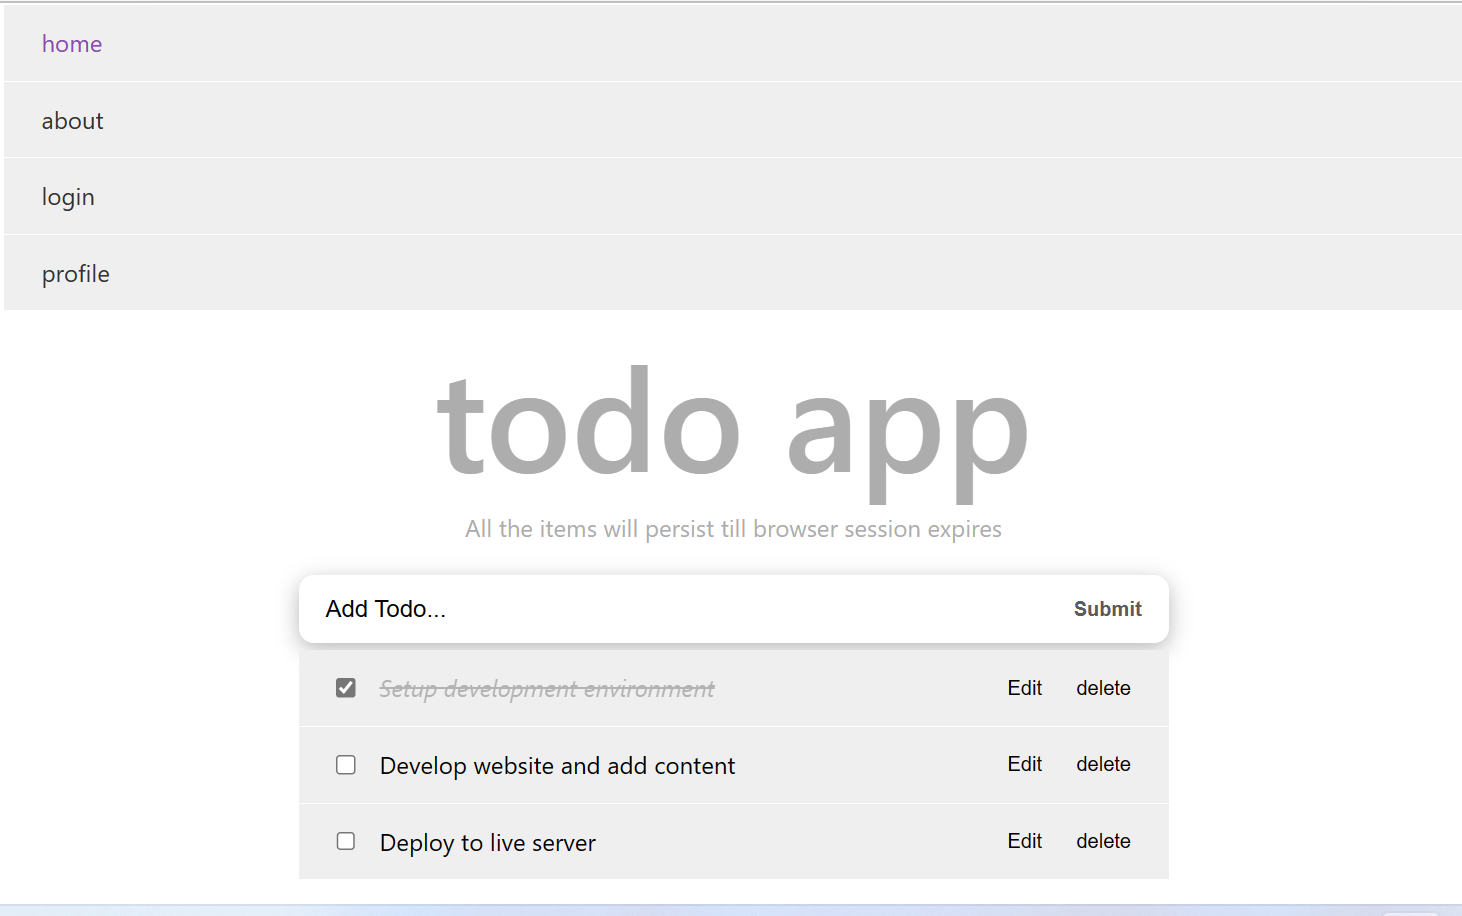 home
about
login
profile
todo app
All the items will persist till browser session expires
Add Todo... Submit
Setup development environment Edit delete
Develop website and add content Edit delete
Deploy to live server Edit delete